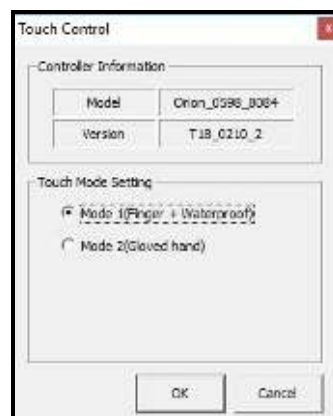 Touch Control
Controller Information
Model Orion_0598_8084
Version T18_0210_2
Touch Mode Setting
Mode 1(Finger + Waterproof)
Mode 2(Gloved hand)
OK Cancel